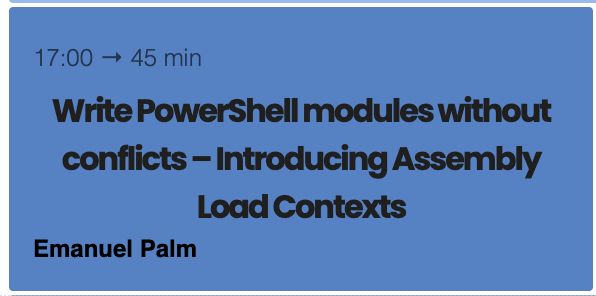 17:00 → 45 min
Write PowerShell modules without
conflicts – Introducing Assembly
Load Contexts
Emanuel Palm